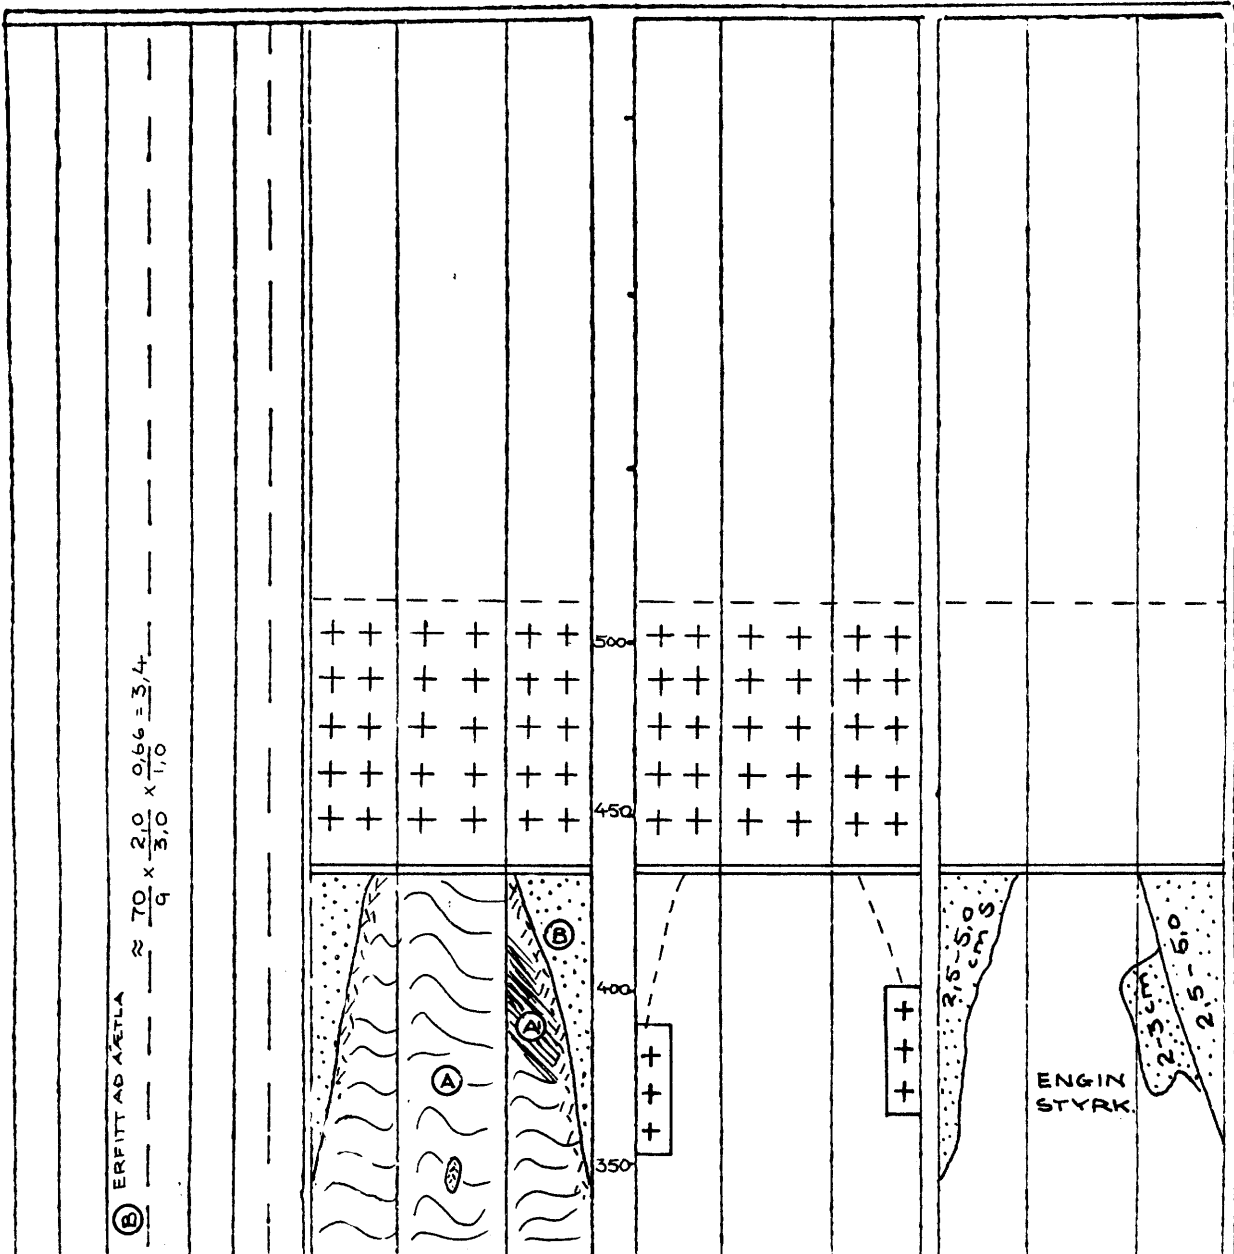 Ⓑ ERFITT AÐ ÁÆTLA
≈ 70/9 × 2,0/3,0 × 0,66/1,0 = 3,4
500
450
400
350
B
A
A
2,5-5,0
cm S
2-3 cm
2,5-5,0
ENGIN
STYRK.